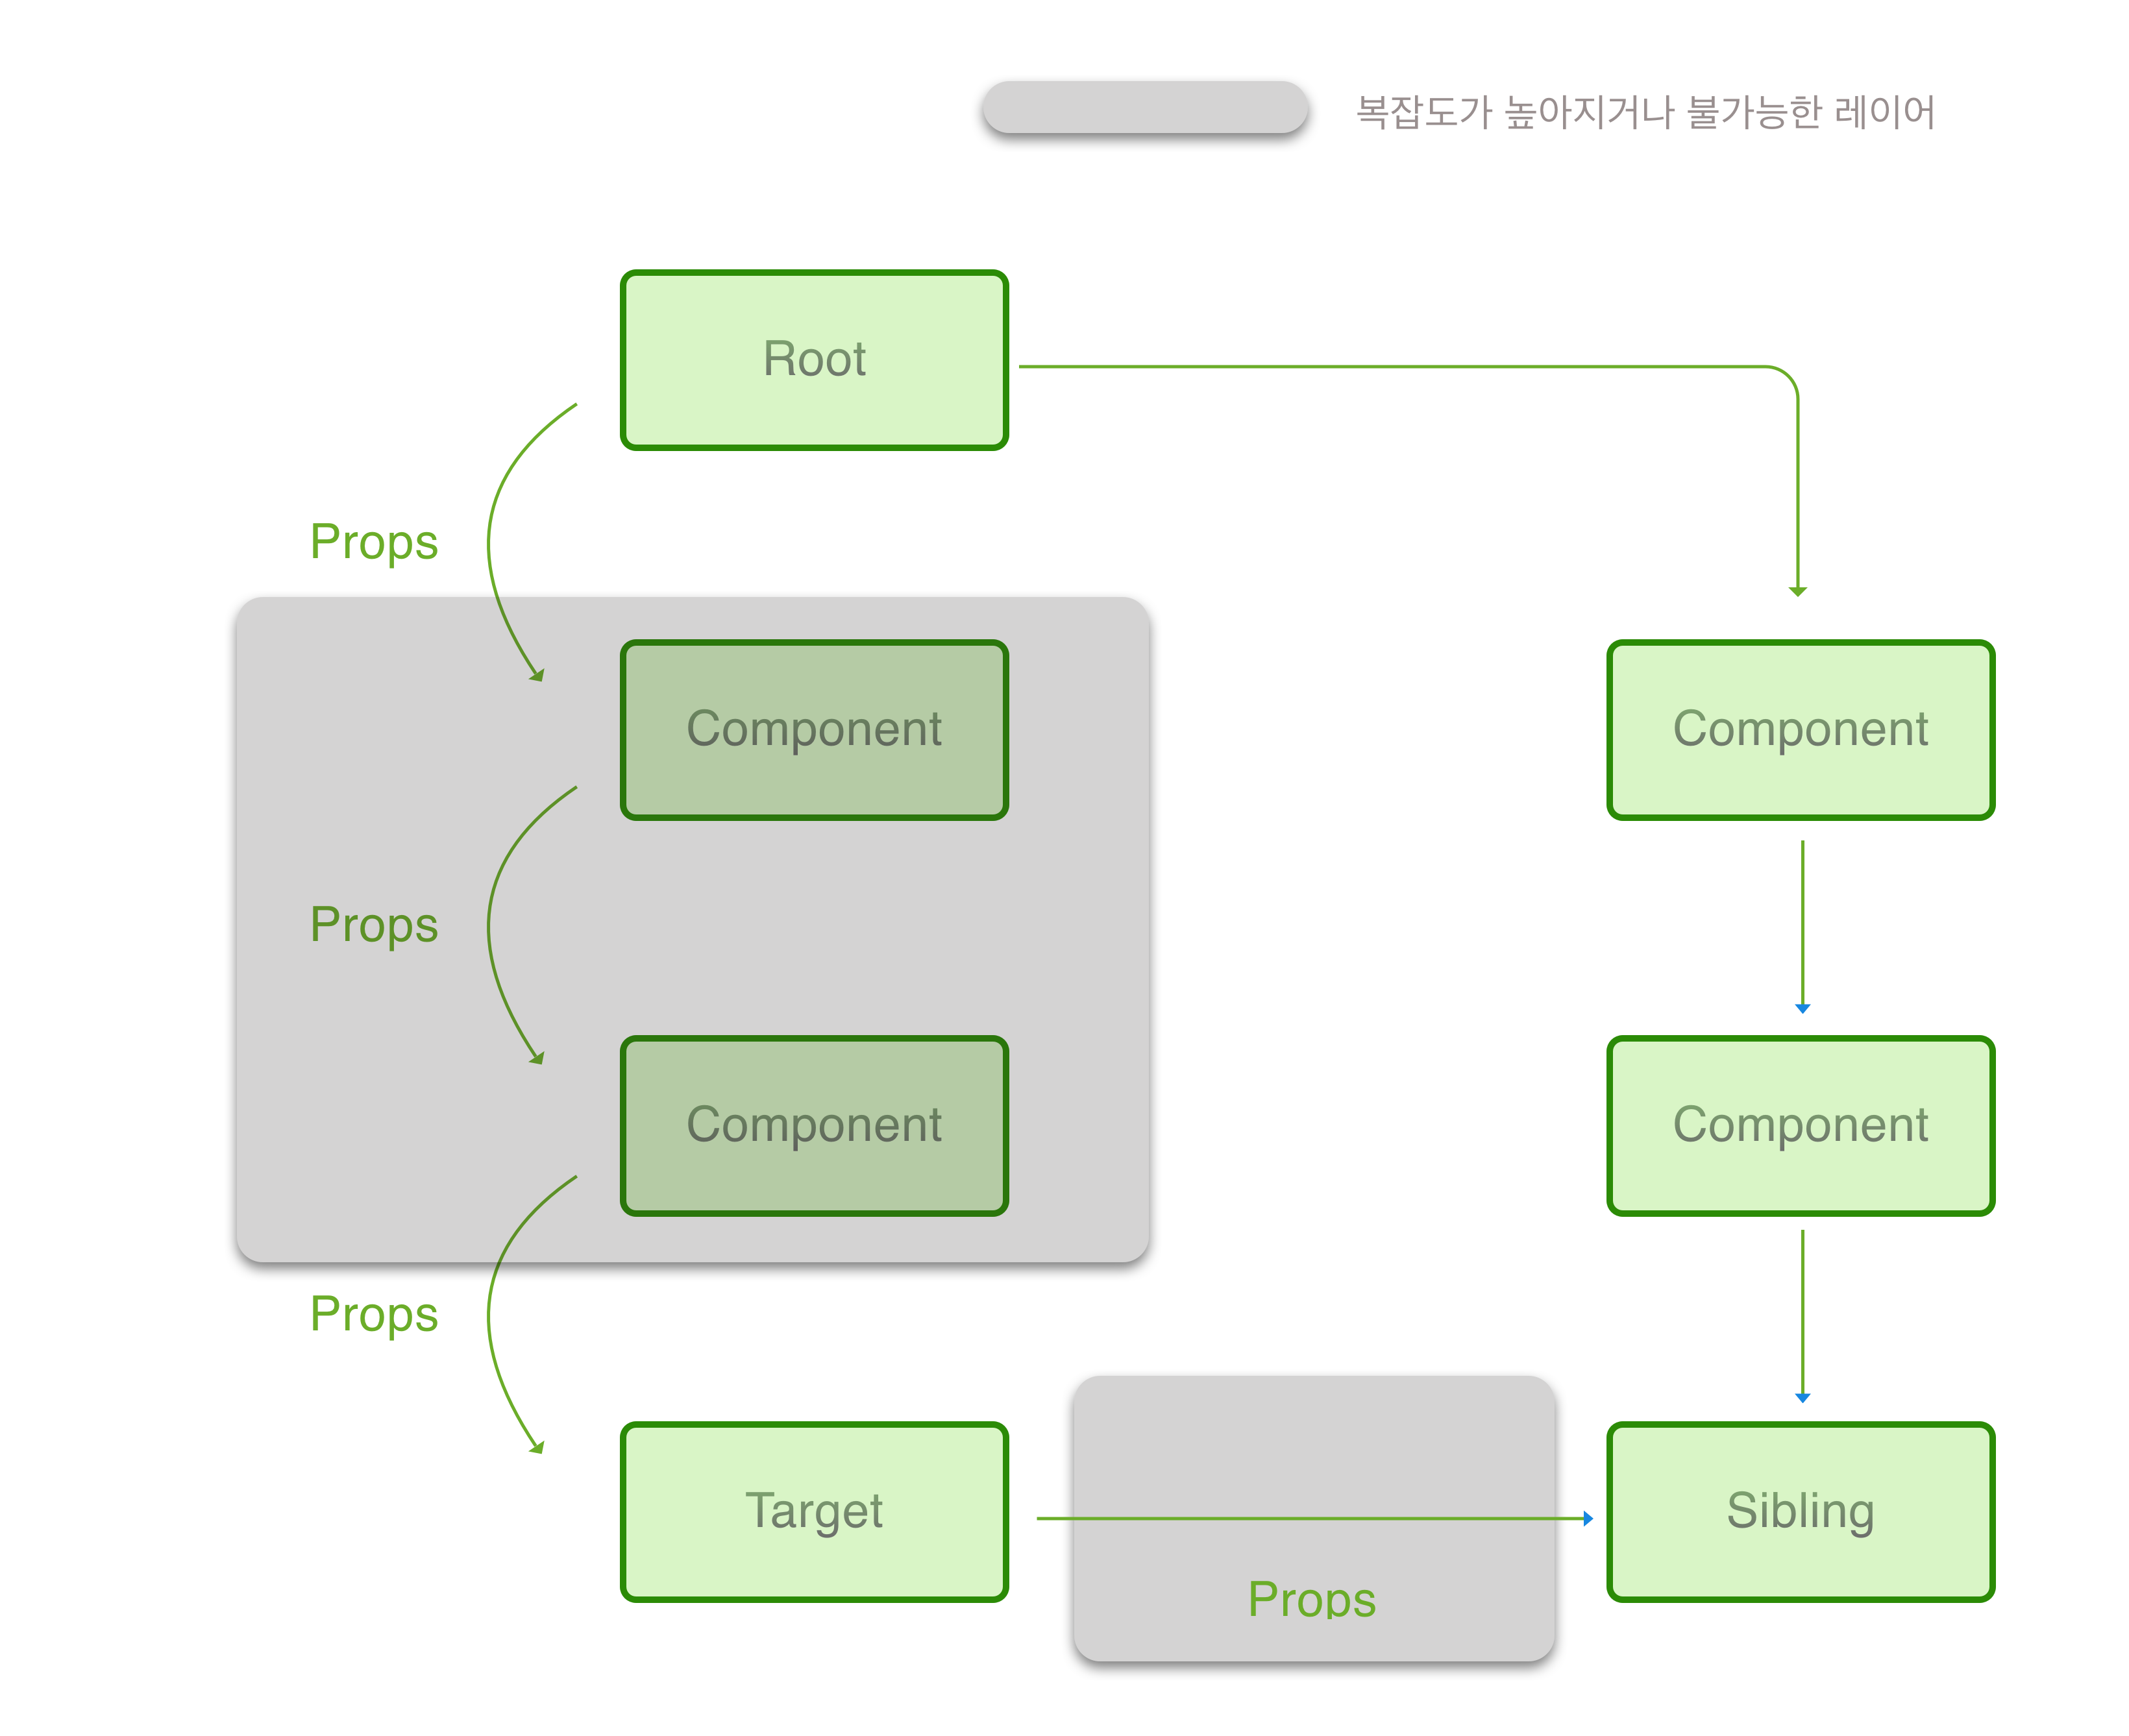 복잡도가 높아지거나 불가능한 레이어
Root
Props
Component
Component
Props
Component
Component
Props
Target
Sibling
Props